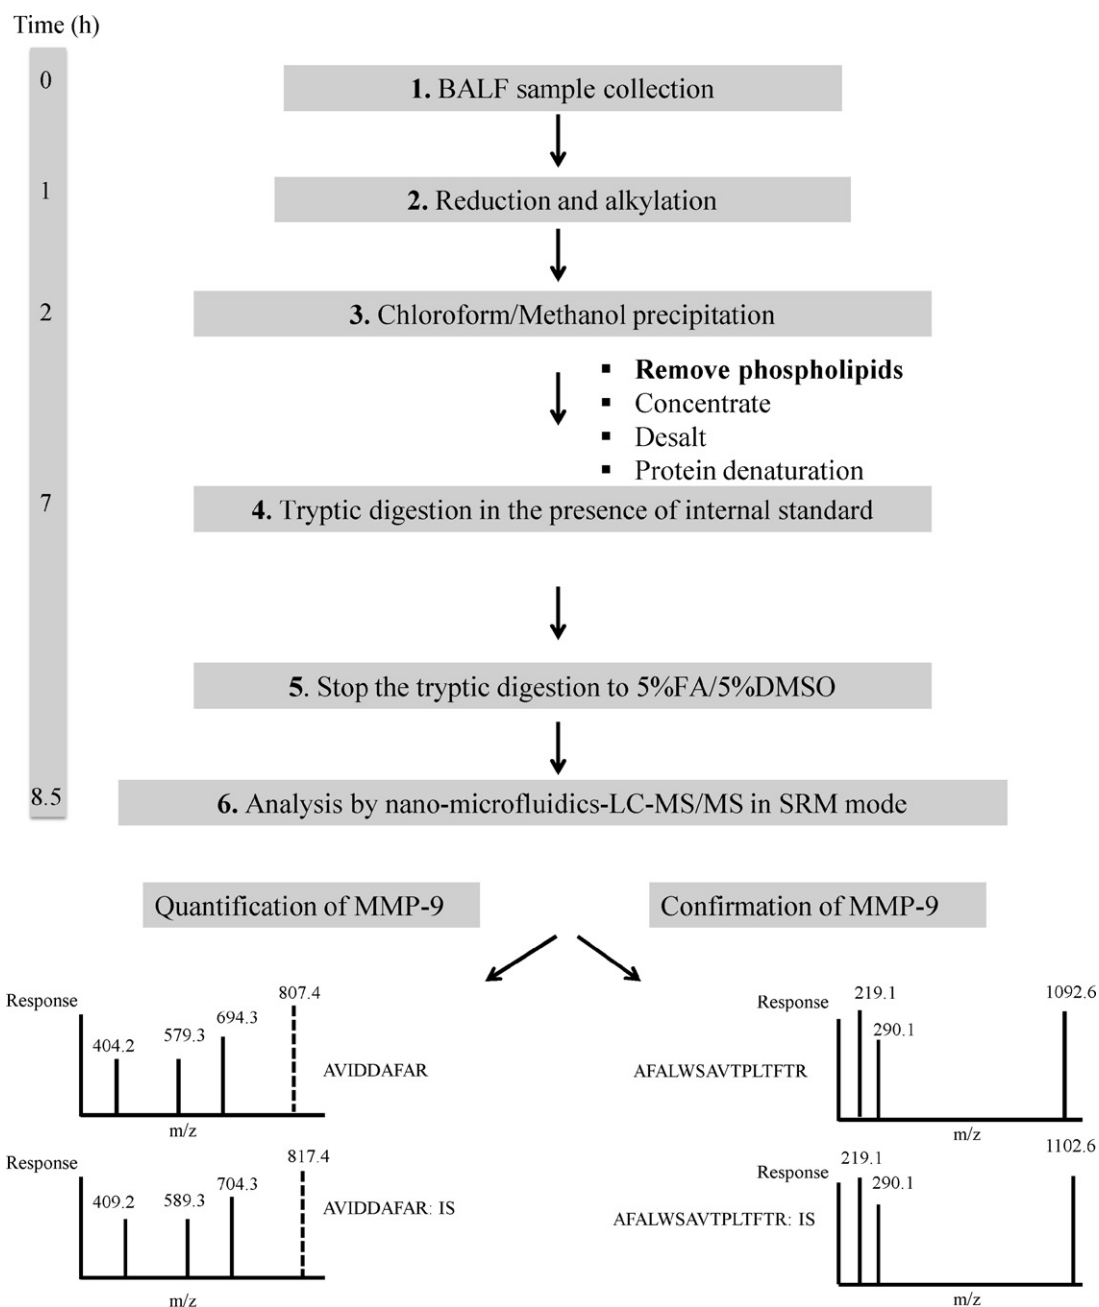 Time (h)
0
1. BALF sample collection
1
2. Reduction and alkylation
2
3. Chloroform/Methanol precipitation
▪ Remove phospholipids
▪ Concentrate
▪ Desalt
▪ Protein denaturation
7
4. Tryptic digestion in the presence of internal standard
5. Stop the tryptic digestion to 5%FA/5%DMSO
8.5
6. Analysis by nano-microfluidics-LC-MS/MS in SRM mode
Quantification of MMP-9
Confirmation of MMP-9
Response
404.2
579.3
694.3
807.4
AVIDDAFAR
m/z
Response
409.2
589.3
704.3
817.4
AVIDDAFAR: IS
m/z
Response
219.1
290.1
1092.6
AFALWSAVTPLTFTR
m/z
Response
219.1
290.1
1102.6
AFALWSAVTPLTFTR: IS
m/z